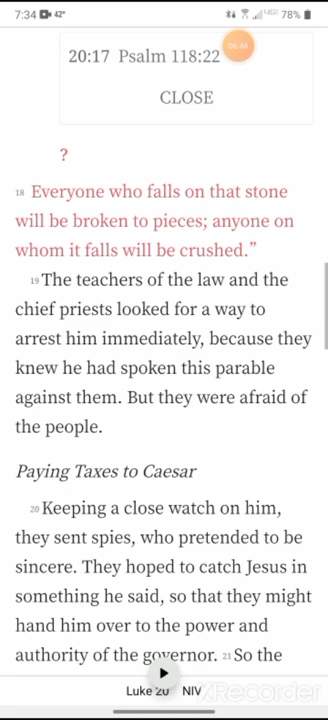 7:34 42° 4GE 78%
20:17 Psalm 118:22
CLOSE
?
18 Everyone who falls on that stone
will be broken to pieces; anyone on
whom it falls will be crushed.”
19 The teachers of the law and the
chief priests looked for a way to
arrest him immediately, because they
knew he had spoken this parable
against them. But they were afraid of
the people.
Paying Taxes to Caesar
20 Keeping a close watch on him,
they sent spies, who pretended to be
sincere. They hoped to catch Jesus in
something he said, so that they might
hand him over to the power and
authority of the governor. 21 So the
Luke 20 NIV
XRecorder